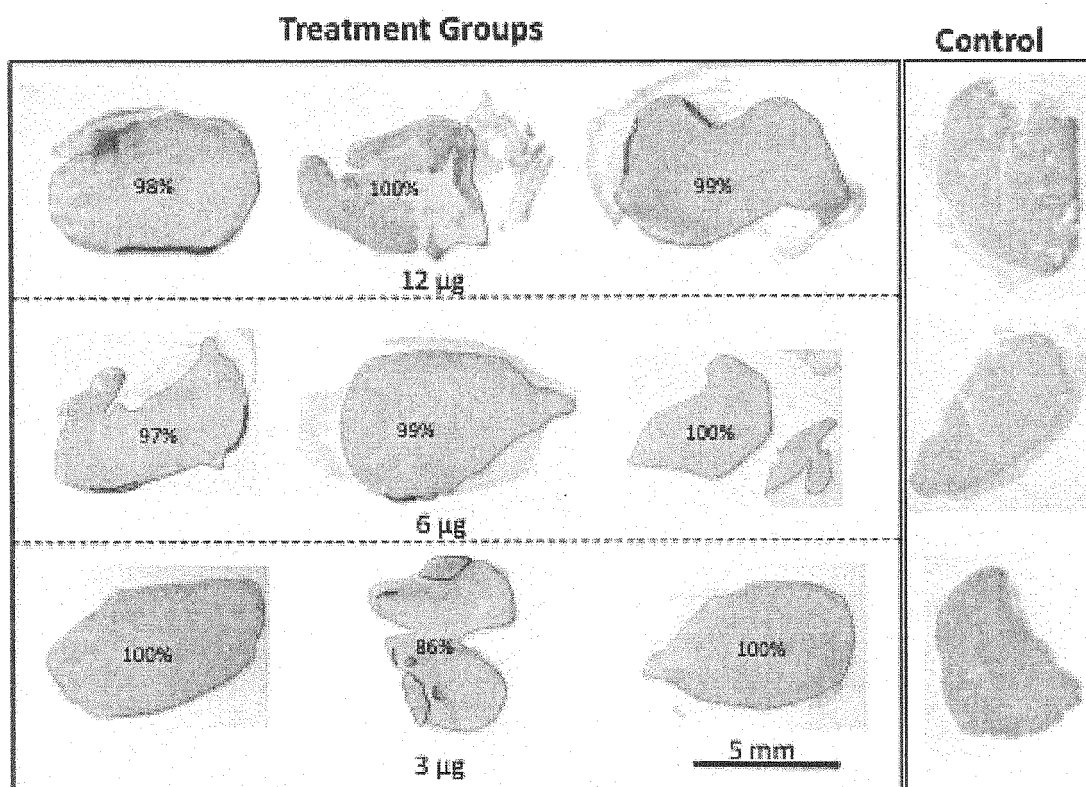 Treatment Groups
Control
98%
100%
99%
12 µg
97%
99%
100%
6 µg
100%
86%
100%
3 µg
5 mm